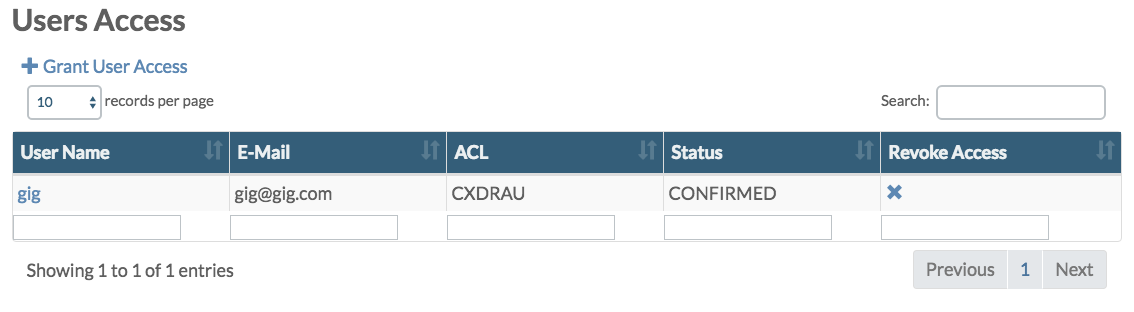 Users Access
Grant User Access
10 records per page Search:
User Name E-Mail ACL Status Revoke Access
gig gig@gig.com CXDRAU CONFIRMED
Showing 1 to 1 of 1 entries Previous 1 Next